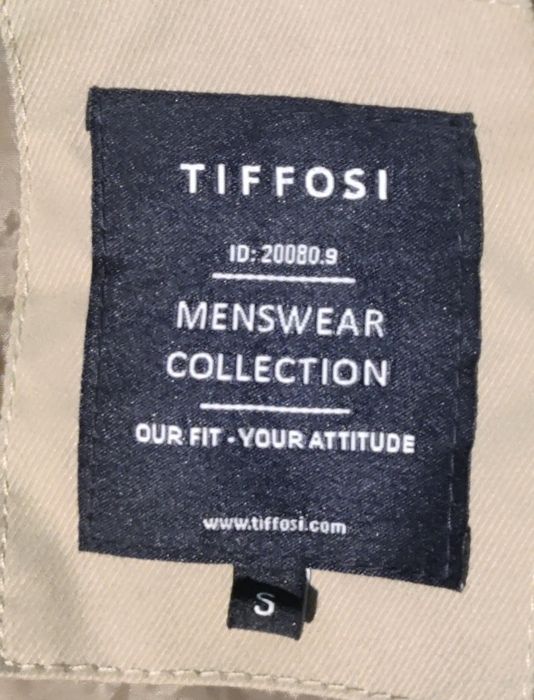 TIFFOSI
ID: 20080.9
MENSWEAR
COLLECTION
OUR FIT - YOUR ATTITUDE
www.tiffosi.com
S